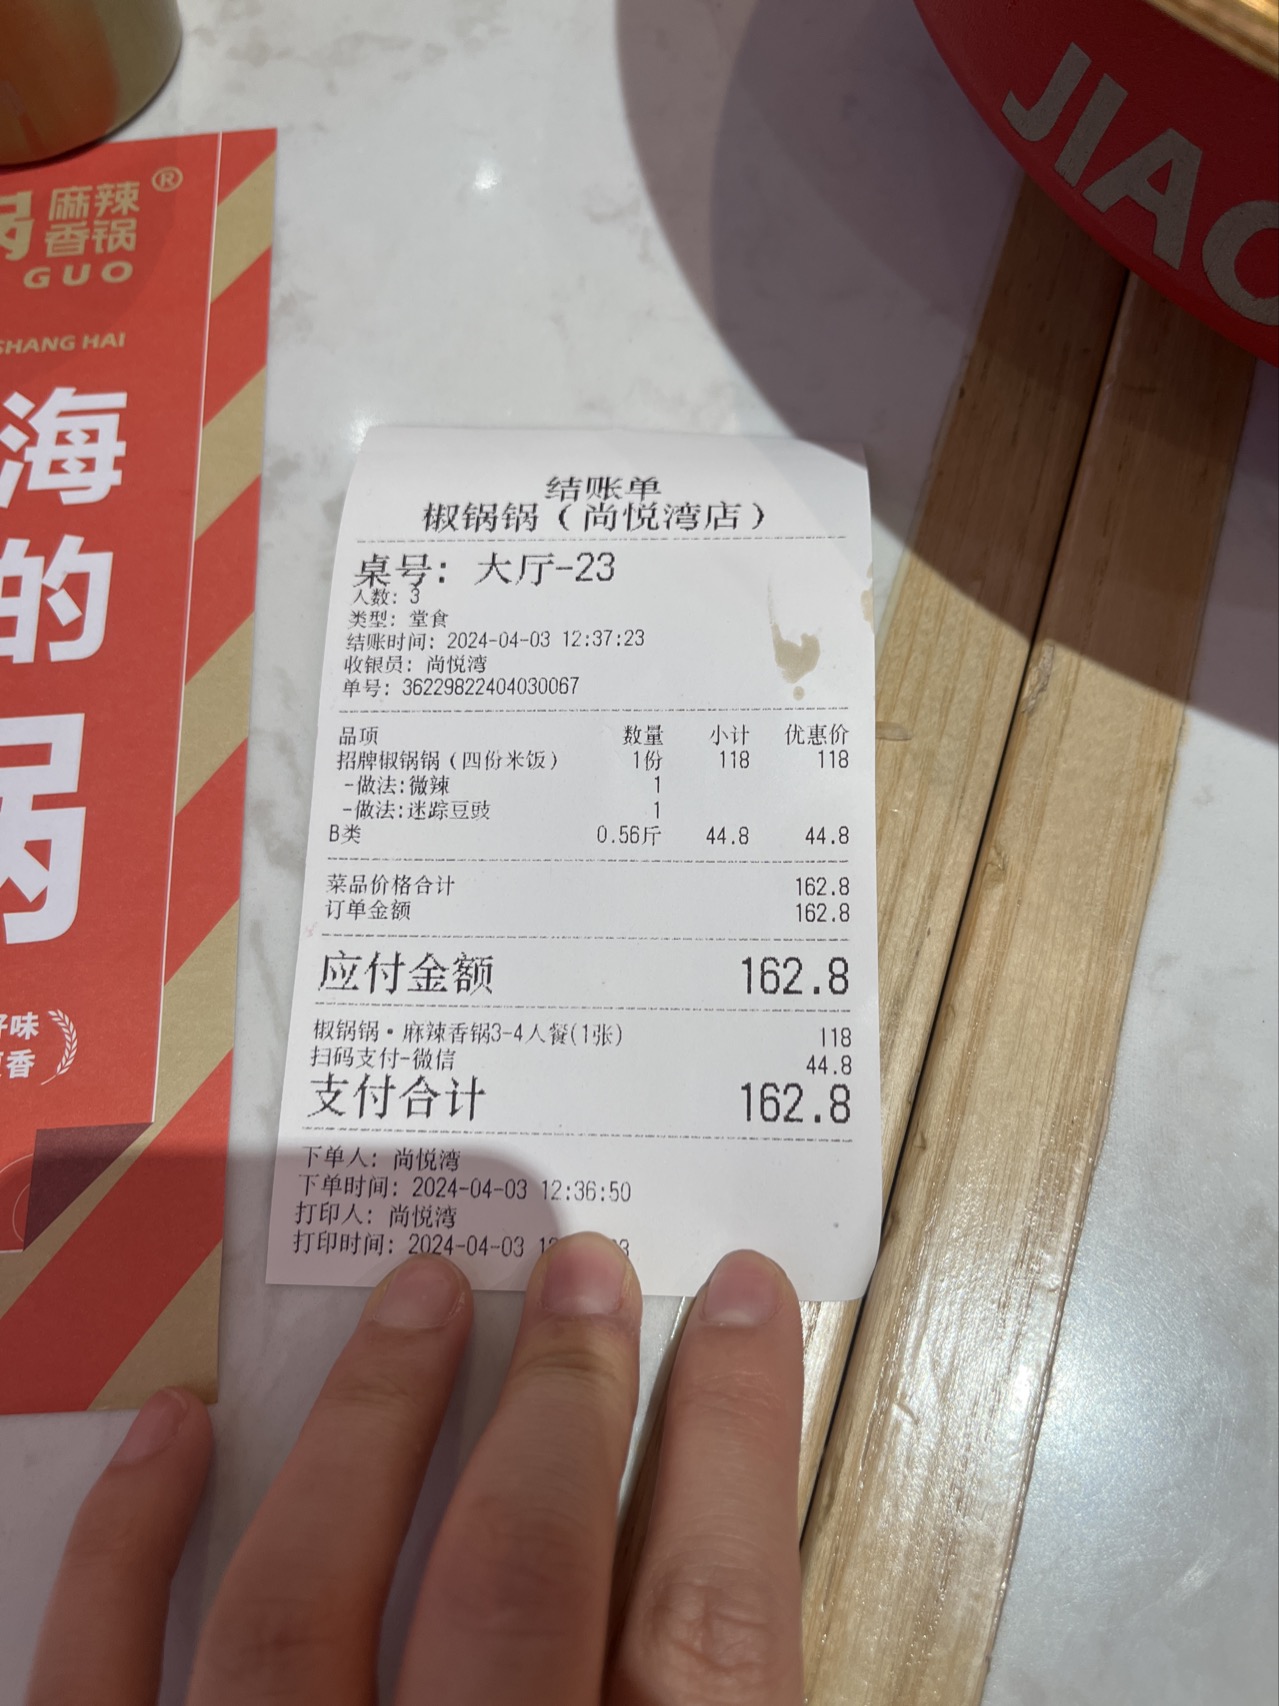 麻辣
香锅
®
GUO
SHANG HAI
海
的
锅
JIAO
结账单
椒锅锅（尚悦湾店）
桌号: 大厅-23
人数: 3
类型: 堂食
结账时间: 2024-04-03 12:37:23
收银员: 尚悦湾
单号: 36229822404030067
品项 数量 小计 优惠价
招牌椒锅锅（四份米饭） 1份 118 118
-做法:微辣 1
-做法:迷踪豆豉 1
B类 0.56斤 44.8 44.8
菜品价格合计 162.8
订单金额 162.8
应付金额 162.8
椒锅锅•麻辣香锅3-4人餐(1张) 118
扫码支付-微信 44.8
支付合计 162.8
下单人: 尚悦湾
下单时间: 2024-04-03 12:36:50
打印人: 尚悦湾
打印时间: 2024-04-03
味
香